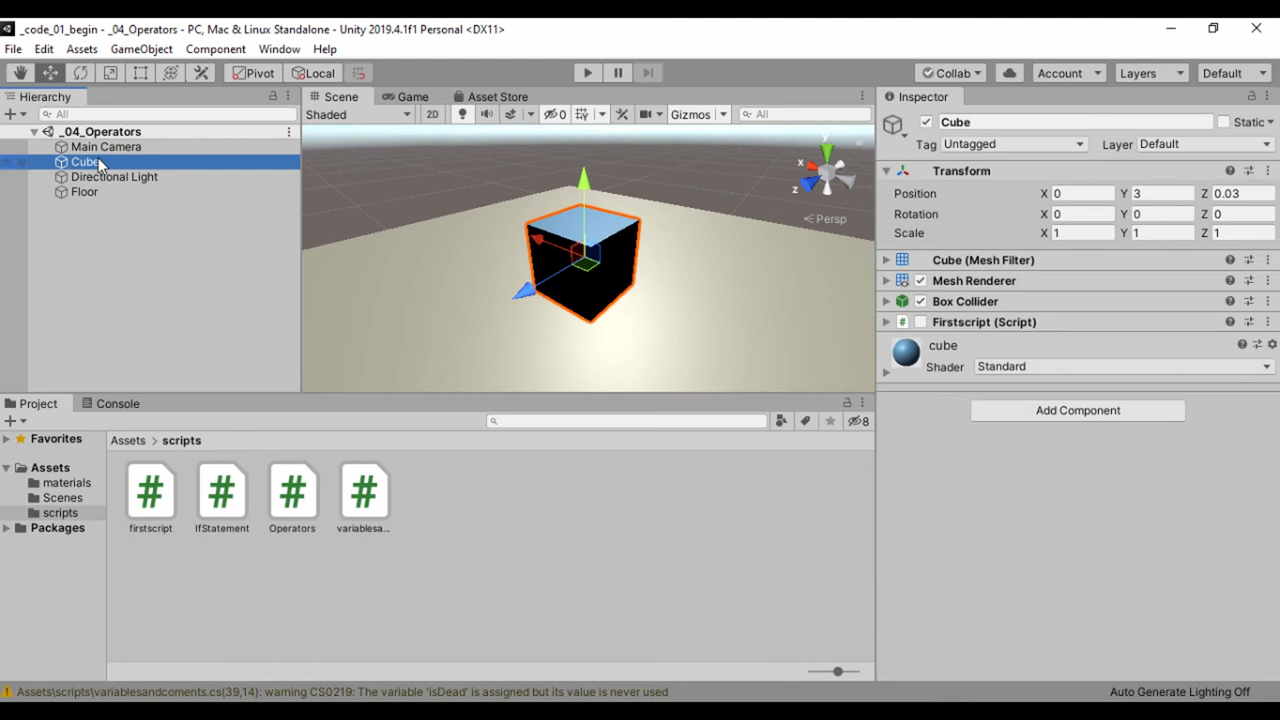 _code_01_begin - _04_Operators - PC, Mac & Linux Standalone - Unity 2019.4.1f1 Personal <DX11>
File Edit Assets GameObject Component Window Help
Pivot Local Collab Account Layers Default
Hierarchy
All
_04_Operators
Main Camera
Cube
Directional Light
Floor
Scene Game Asset Store
Shaded 2D 0 Gizmos All
y
x
z
Persp
Inspector
Cube Static
Tag Untagged Layer Default
Transform
Position X 0 Y 3 Z 0.03
Rotation X 0 Y 0 Z 0
Scale X 1 Y 1 Z 1
Cube (Mesh Filter)
Mesh Renderer
Box Collider
# Firstscript (Script)
cube
Shader Standard
Add Component
Project Console
8
Favorites
Assets
materials
Scenes
scripts
Packages
Assets > scripts
# # # #
firstscript IfStatement Operators variablesa...
Assets\scripts\variablesandcoments.cs(39,14): warning CS0219: The variable 'isDead' is assigned but its value is never used
Auto Generate Lighting Off